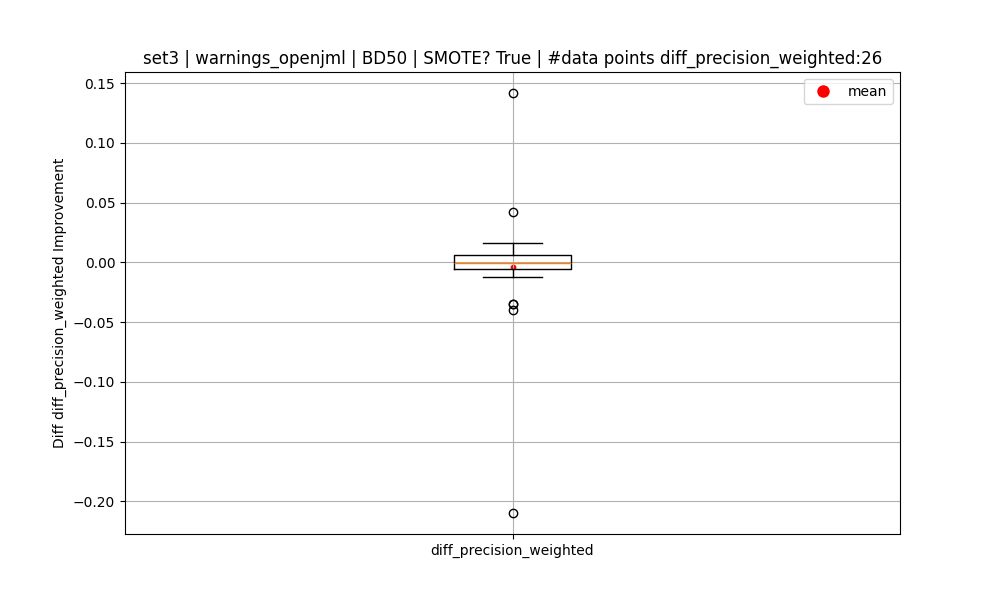 set3 | warnings_openjml | BD50 | SMOTE? True | #data points diff_precision_weighted:26
mean
0.15
0.10
0.05
0.00
−0.05
−0.10
−0.15
−0.20
Diff diff_precision_weighted Improvement
diff_precision_weighted